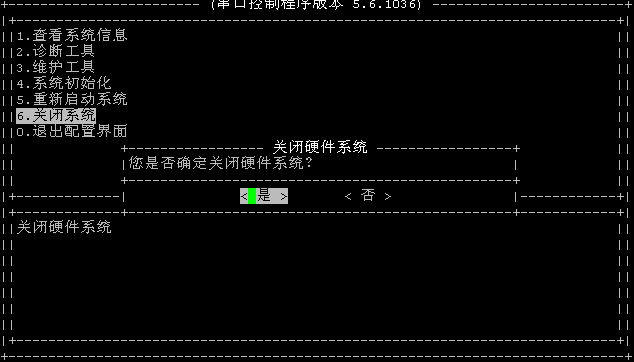 (串口控制程序版本 5.6.1036)
1.查看系统信息
2.诊断工具
3.维护工具
4.系统初始化
5.重新启动系统
6.关闭系统
0.退出配置界面
关闭硬件系统
您是否确定关闭硬件系统?
< 是 > < 否 >
关闭硬件系统